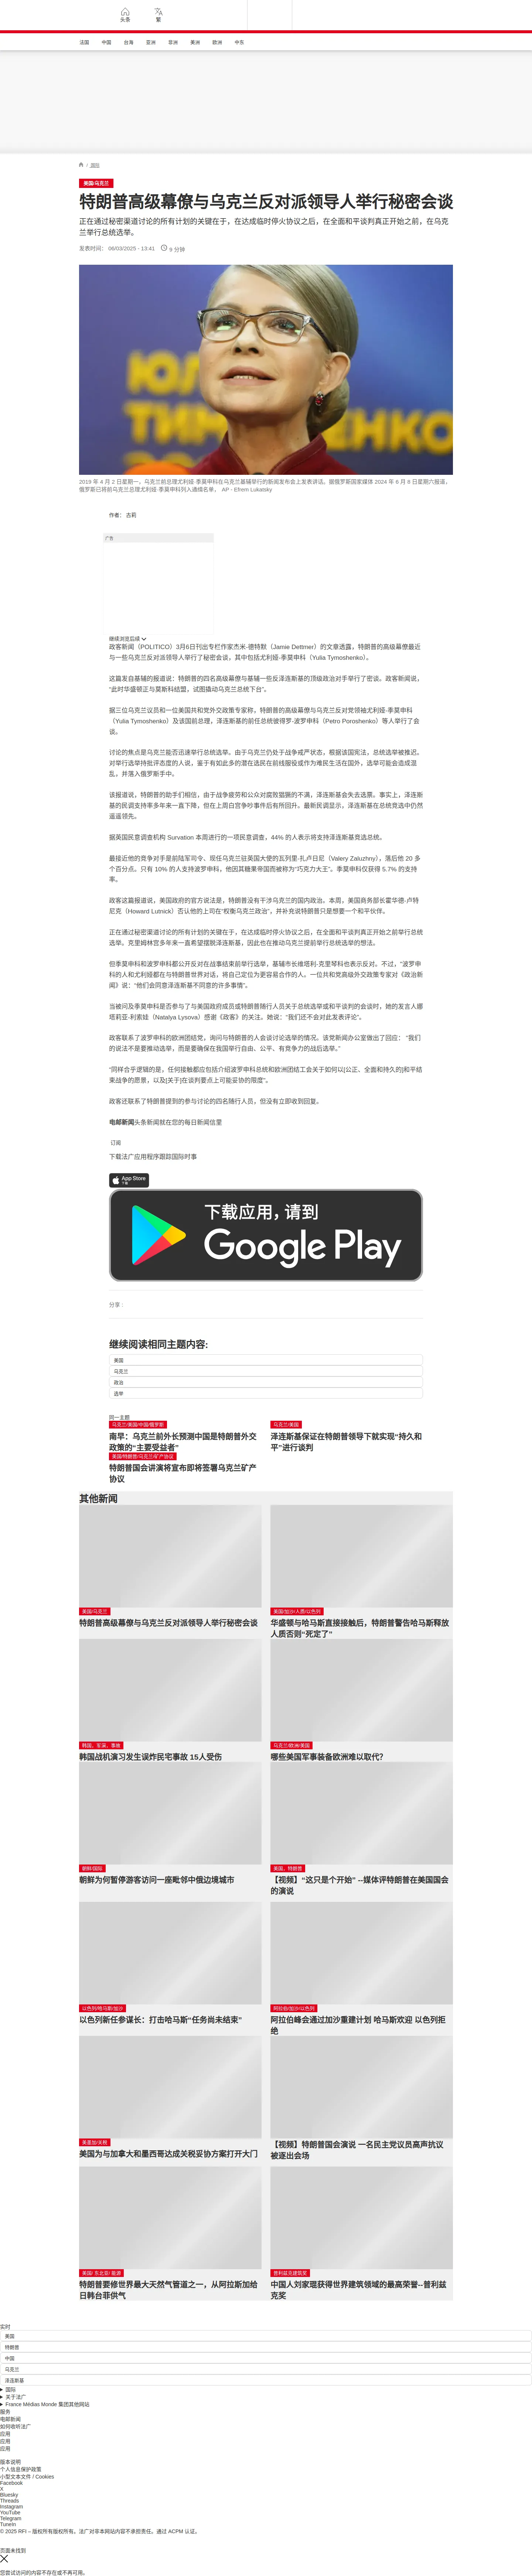 头条
繁
法国
中国
台海
亚洲
非洲
美洲
欧洲
中东
/ 国际
美国/乌克兰
特朗普高级幕僚与乌克兰反对派领导人举行秘密会谈
正在通过秘密渠道讨论的所有计划的关键在于，在达成临时停火协议之后，在全面和平谈判真正开始之前，在乌克
兰举行总统选举。
发表时间： 06/03/2025 - 13:41
9 分钟
2019 年 4 月 2 日星期一，乌克兰前总理尤利娅·季莫申科在乌克兰基辅举行的新闻发布会上发表讲话。据俄罗斯国家媒体 2024 年 6 月 8 日星期六报道，
俄罗斯已将前乌克兰总理尤利娅·季莫申科列入通缉名单， AP - Efrem Lukatsky
作者： 古莉
广告
继续浏览后续
政客新闻（POLITICO）3月6日刊出专栏作家杰米-德特默（Jamie Dettmer）的文章透露，特朗普的高级幕僚最近
与一些乌克兰反对派领导人举行了秘密会谈，其中包括尤利娅-季莫申科（Yulia Tymoshenko）。
这篇发自基辅的报道说：特朗普的四名高级幕僚与基辅一些反泽连斯基的顶级政治对手举行了密谈。政客新闻说，
“此时华盛顿正与莫斯科结盟，试图撬动乌克兰总统下台”。
据三位乌克兰议员和一位美国共和党外交政策专家称，特朗普的高级幕僚与乌克兰反对党领袖尤利娅-季莫申科
（Yulia Tymoshenko）及该国前总理，泽连斯基的前任总统彼得罗-波罗申科（Petro Poroshenko）等人举行了会
谈。
讨论的焦点是乌克兰能否迅速举行总统选举。由于乌克兰仍处于战争戒严状态，根据该国宪法，总统选举被推迟。
对举行选举持批评态度的人说，鉴于有如此多的潜在选民在前线服役或作为难民生活在国外，选举可能会造成混
乱，并落入俄罗斯手中。
该报道说，特朗普的助手们相信，由于战争疲劳和公众对腐败猖獗的不满，泽连斯基会失去选票。事实上，泽连斯
基的民调支持率多年来一直下降，但在上周白宫争吵事件后有所回升。最新民调显示，泽连斯基在总统竞选中仍然
遥遥领先。
据英国民意调查机构 Survation 本周进行的一项民意调查，44% 的人表示将支持泽连斯基竞选总统。
最接近他的竞争对手是前陆军司令、现任乌克兰驻英国大使的瓦列里-扎卢日尼（Valery Zaluzhny），落后他 20 多
个百分点。只有 10% 的人支持波罗申科，他因其糖果帝国而被称为“巧克力大王”。季莫申科仅获得 5.7% 的支持
率。
政客这篇报道说，美国政府的官方说法是，特朗普没有干涉乌克兰的国内政治。本周，美国商务部长霍华德-卢特
尼克（Howard Lutnick）否认他的上司在“权衡乌克兰政治”，并补充说特朗普只是想要一个和平伙伴。
正在通过秘密渠道讨论的所有计划的关键在于，在达成临时停火协议之后，在全面和平谈判真正开始之前举行总统
选举。克里姆林宫多年来一直希望摆脱泽连斯基，因此也在推动乌克兰提前举行总统选举的想法。
但季莫申科和波罗申科都公开反对在战事结束前举行选举，基辅市长维塔利-克里琴科也表示反对。不过，“波罗申
科的人和尤利娅都在与特朗普世界对话，将自己定位为更容易合作的人。一位共和党高级外交政策专家对《政治新
闻》说：“他们会同意泽连斯基不同意的许多事情”。
当被问及季莫申科是否参与了与美国政府成员或特朗普随行人员关于总统选举或和平谈判的会谈时，她的发言人娜
塔莉亚-利索娃（Natalya Lysova）感谢《政客》的关注。她说：“我们还不会对此发表评论”。
政客联系了波罗申科的欧洲团结党，询问与特朗普的人会谈讨论选举的情况。该党新闻办公室做出了回应： “我们
的说法不是要推动选举，而是要确保在我国举行自由、公平、有竞争力的战后选举。”
“同样合乎逻辑的是，任何接触都应包括介绍波罗申科总统和欧洲团结工会关于如何以[公正、全面和持久的]和平结
束战争的愿景，以及[关于]在谈判要点上可能妥协的限度”。
政客还联系了特朗普提到的参与讨论的四名随行人员，但没有立即收到回复。
电邮新闻头条新闻就在您的每日新闻信里
订阅
下载法广应用程序跟踪国际时事
App Store
下载应用，请到
Google Play
分享 :
继续阅读相同主题内容:
美国
乌克兰
政治
选举
同一主题
乌克兰/美国/中国/俄罗斯
南早：乌克兰前外长预测中国是特朗普外交
政策的“主要受益者”
乌克兰/美国
泽连斯基保证在特朗普领导下就实现“持久和
平”进行谈判
美国/特朗普/乌克兰/矿产协议
特朗普国会讲演将宣布即将签署乌克兰矿产
协议
其他新闻
美国/乌克兰
特朗普高级幕僚与乌克兰反对派领导人举行秘密会谈
美国/加沙/人质/以色列
华盛顿与哈马斯直接接触后，特朗普警告哈马斯释放
人质否则“死定了”
韩国、军演、事故
韩国战机演习发生误炸民宅事故 15人受伤
乌克兰/欧洲/美国
哪些美国军事装备欧洲难以取代?
朝鲜/国际
朝鲜为何暂停游客访问一座毗邻中俄边境城市
美国、特朗普
【视频】“这只是个开始” --媒体评特朗普在美国国会
的演说
以色列/哈马斯/加沙
以色列新任参谋长：打击哈马斯“任务尚未结束”
阿拉伯/加沙/以色列
阿拉伯峰会通过加沙重建计划 哈马斯欢迎 以色列拒
绝
美墨加/关税
美国为与加拿大和墨西哥达成关税妥协方案打开大门
【视频】特朗普国会演说 一名民主党议员高声抗议
被逐出会场
美国/ 东北亚/ 能源
特朗普要修世界最大天然气管道之一，从阿拉斯加给
日韩台菲供气
普利兹克建筑奖
中国人刘家琨获得世界建筑领域的最高荣誉--普利兹
克奖
实时
美国
特朗普
中国
乌克兰
泽连斯基
国际
关于法广
France Médias Monde 集团其他网站
服务
电邮新闻
如何收听法广
应用
应用
应用
版本说明
个人信息保护政策
小型文本文件 / Cookies
Facebook
X
Bluesky
Threads
Instagram
YouTube
Telegram
TuneIn
© 2025 RFI – 版权所有版权所有。法广对非本网站内容不承担责任。通过 ACPM 认证。
页面未找到
您尝试访问的内容不存在或不再可用。